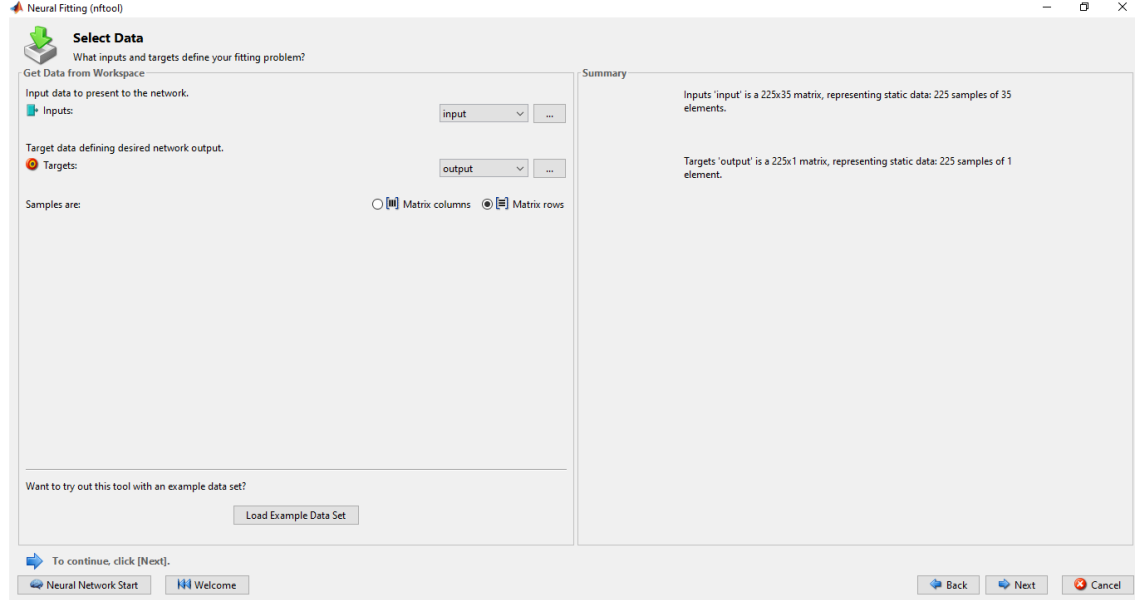 Neural Fitting (nftool)
Select Data
What inputs and targets define your fitting problem?
Get Data from Workspace
Input data to present to the network.
Inputs:
input
...
Target data defining desired network output.
Targets:
output
...
Samples are:
Matrix columns
Matrix rows
Want to try out this tool with an example data set?
Load Example Data Set
Summary
Inputs 'input' is a 225x35 matrix, representing static data: 225 samples of 35
elements.
Targets 'output' is a 225x1 matrix, representing static data: 225 samples of 1
element.
To continue, click [Next].
Neural Network Start
Welcome
Back
Next
Cancel